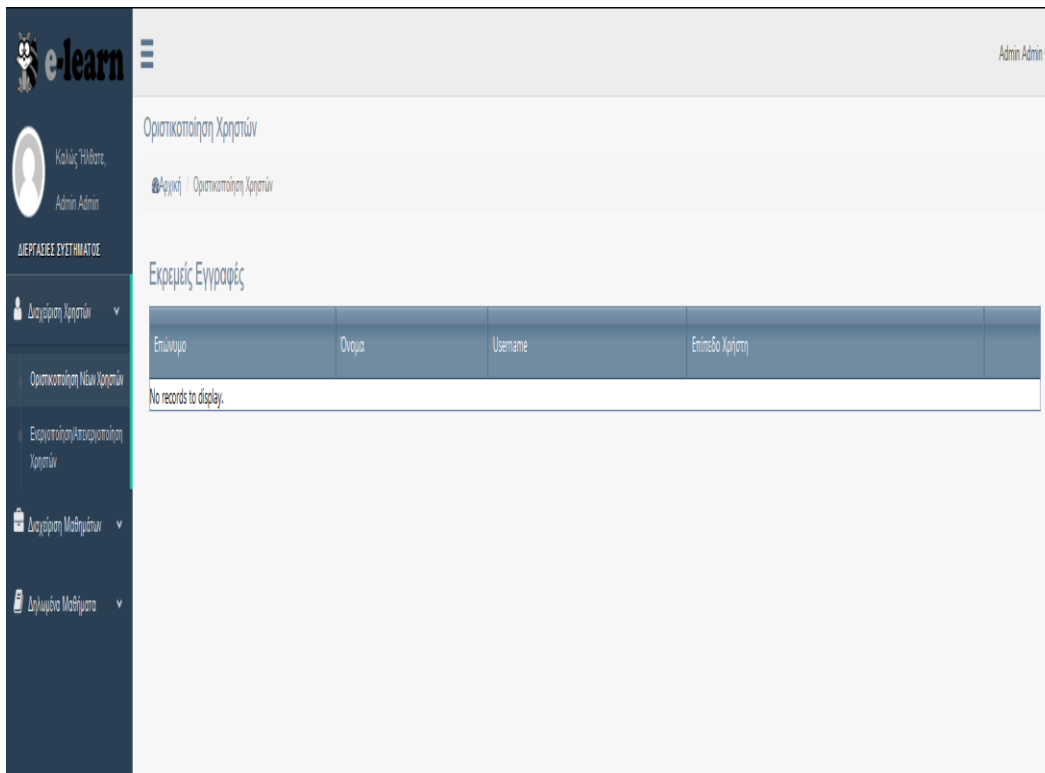 e-learn
Admin Admin
Καλώς Ήλθατε,
Admin Admin
ΔΙΕΡΓΑΣΙΕΣ ΣΥΣΤΗΜΑΤΟΣ
Διαχείριση Χρηστών
Οριστικοποίηση Νέων Χρηστών
Ενεργοποίηση/Απενεργοποίηση
Χρηστών
Διαχείριση Μαθημάτων
Δηλωμένα Μαθήματα
Οριστικοποίηση Χρηστών
Αρχική / Οριστικοποίηση Χρηστών
Εκρεμείς Εγγραφές
Επώνυμο Όνομα Username Επίπεδο Χρήστη
No records to display.